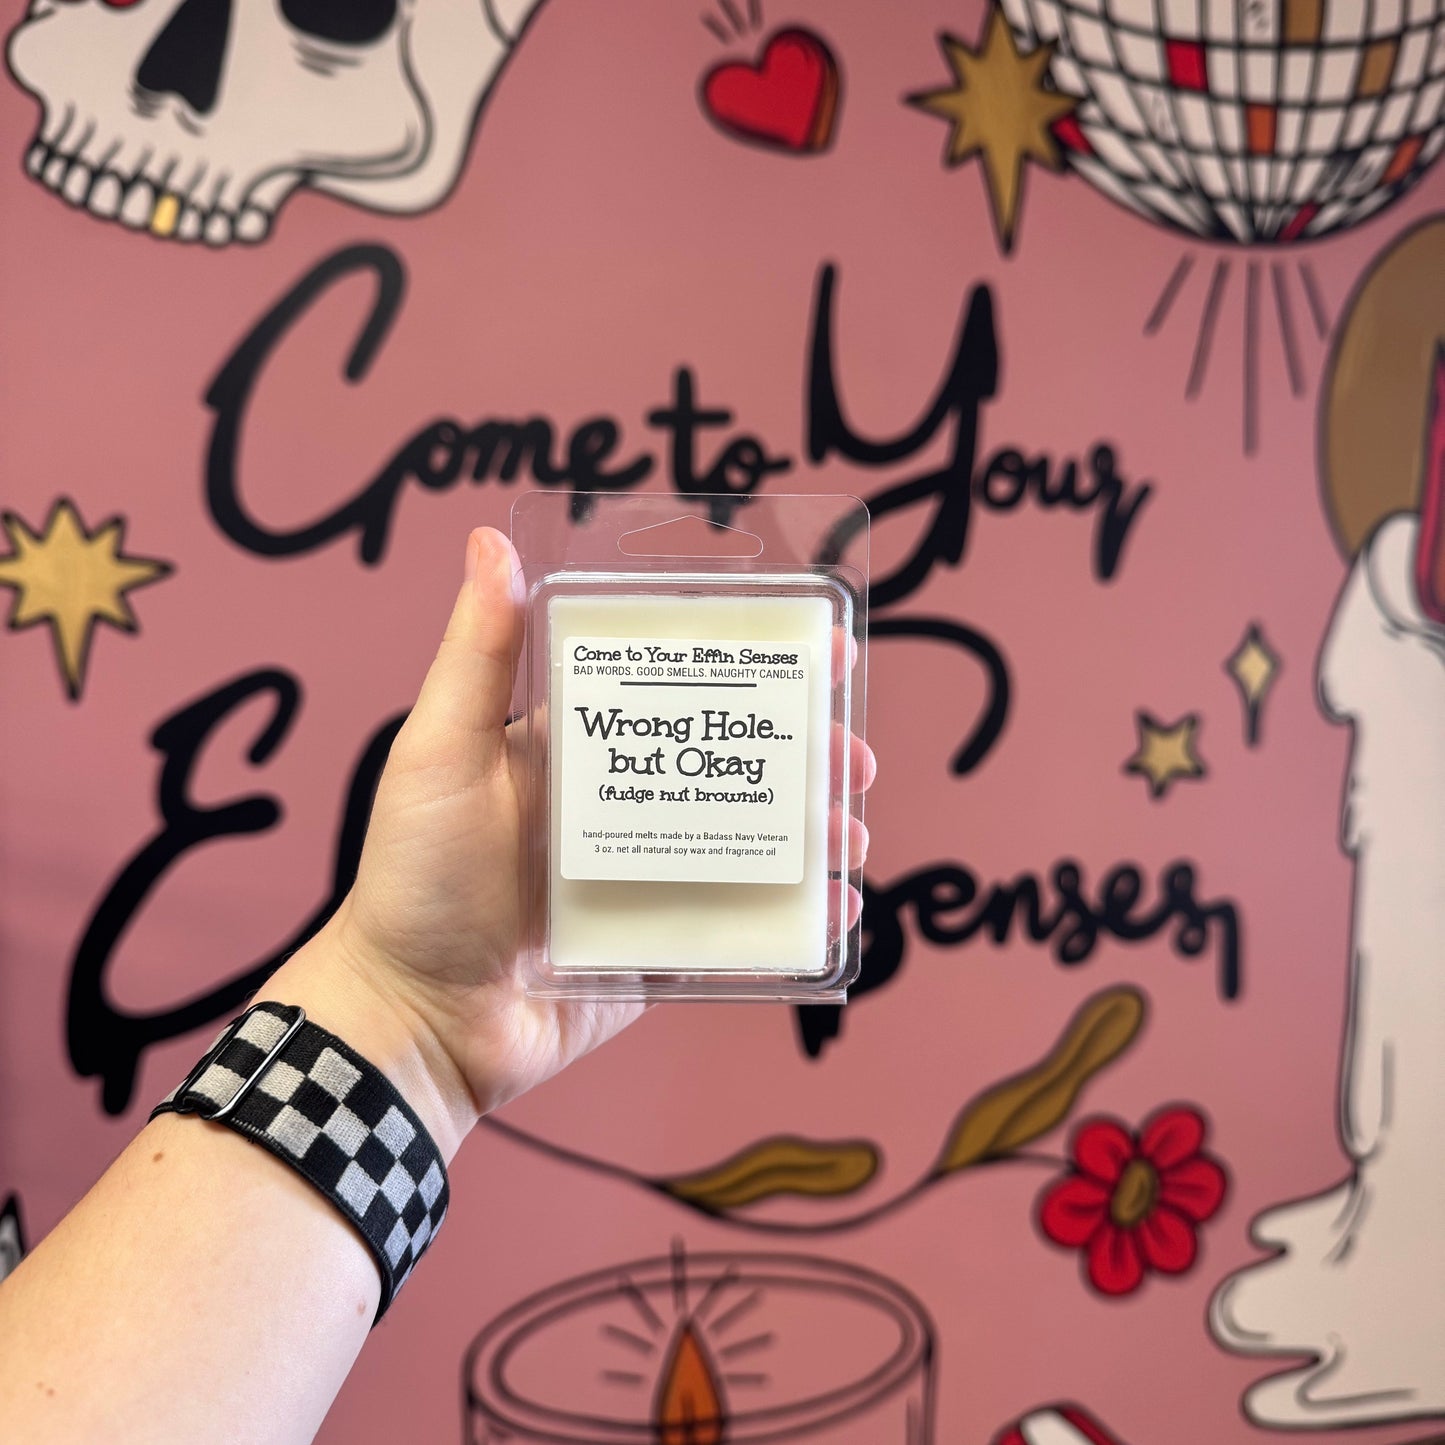 Come to Your
Effin Senses
Come to Your Effin Senses
BAD WORDS. GOOD SMELLS. NAUGHTY CANDLES
Wrong Hole...
but Okay
(fudge nut brownie)
hand-poured melts made by a Badass Navy Veteran
3 oz. net all natural soy wax and fragrance oil